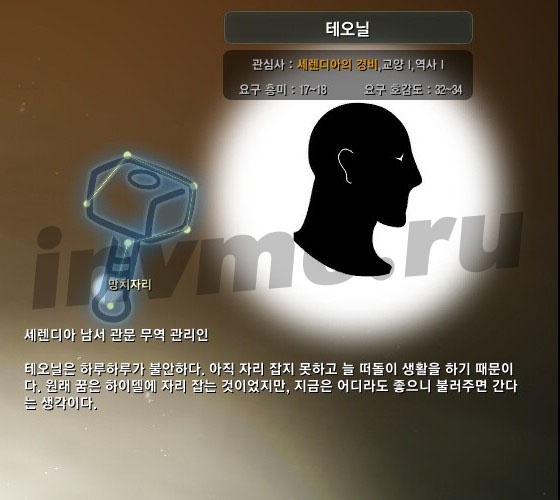 테오닐
관심사 : 세렌디아의 경비,교양 I,역사 I
요구 흥미 : 17~18 요구 호감도 : 32~34
망치자리
세렌디아 남서 관문 무역 관리인
테오닐은 하루하루가 불안하다. 아직 자리 잡지 못하고 늘 떠돌이 생활을 하기 때문이
다. 원래 꿈은 하이델에 자리 잡는 것이었지만, 지금은 어디라도 좋으니 불러주면 간다
는 생각이다.